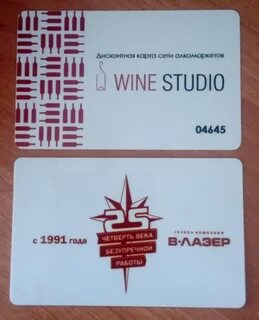 Дисконтная карта сети алкомаркетов
WINE STUDIO
04645
25
с 1991 года
ЧЕТВЕРТЬ ВЕКА
БЕЗУПРЕЧНОЙ
РАБОТЫ
ГРУППА КОМПАНИЙ
В-ЛАЗЕР